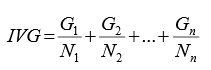 IVG = G₁/N₁ + G₂/N₂ + ... + Gₙ/Nₙ